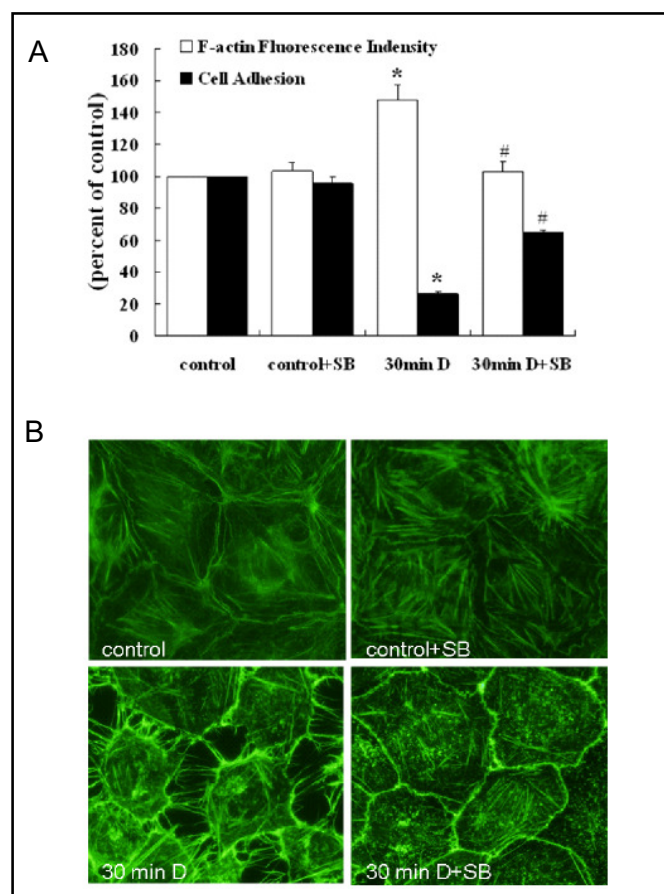 A
F-actin Fluorescence Indensity
Cell Adhesion
(percent of control)
180
160
140
120
100
80
60
40
20
0
*
*
#
#
control
control+SB
30min D
30min D+SB
B
control
control+SB
30 min D
30 min D+SB